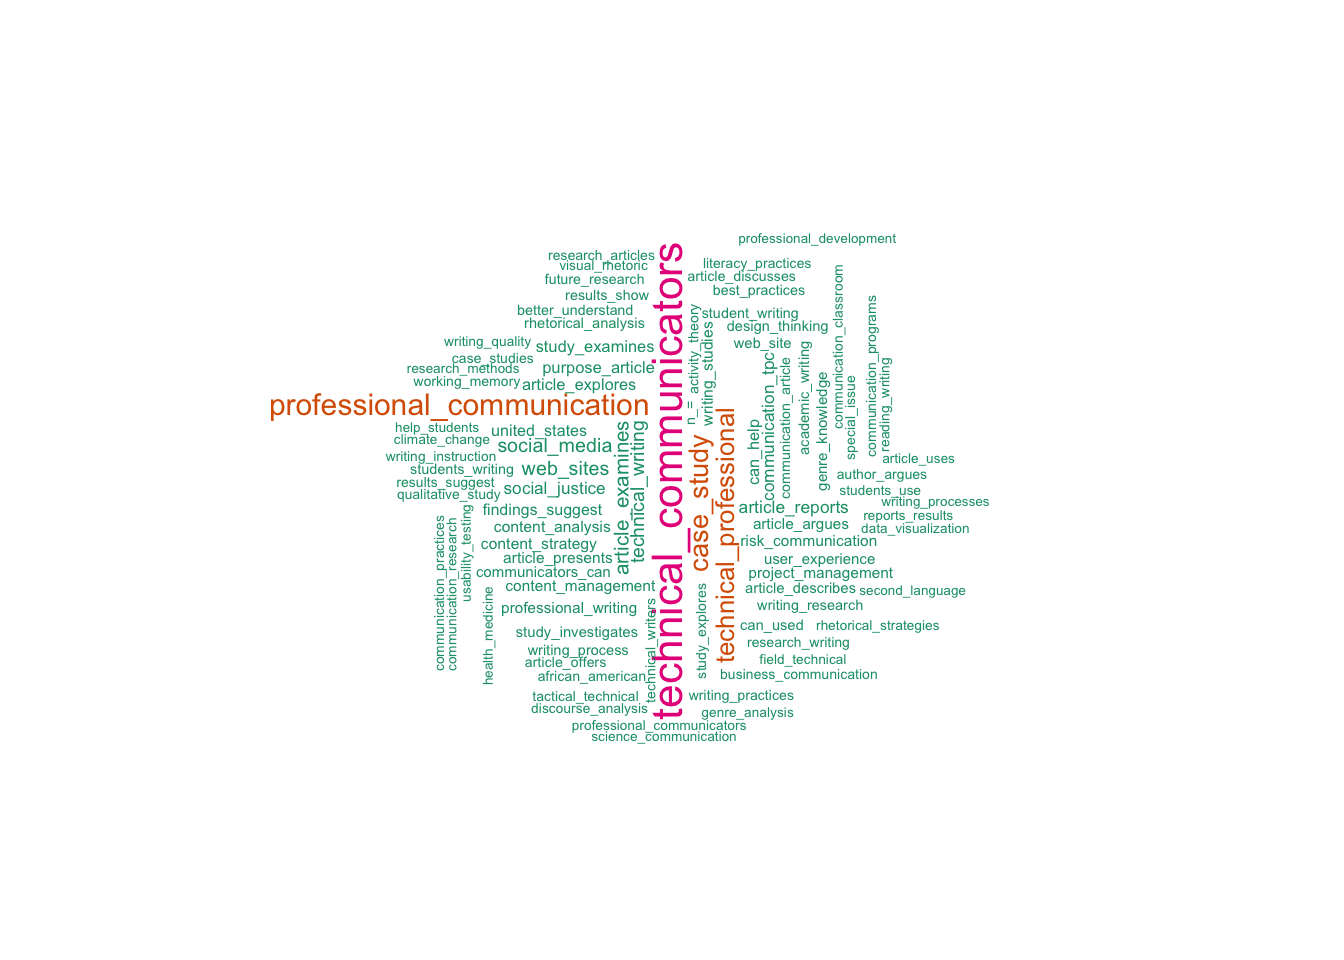 professional_development
research_articles
visual_rhetoric
future_research
results_show
better_understand
rhetorical_analysis
writing_quality
study_examines
case_studies
research_methods
purpose_article
working_memory
article_explores
professional_communication
help_students
united_states
climate_change
social_media
writing_instruction
students_writing
web_sites
results_suggest
qualitative_study
social_justice
findings_suggest
content_analysis
content_strategy
article_presents
communicators_can
content_management
professional_writing
study_investigates
writing_process
article_offers
african_american
tactical_technical
discourse_analysis
professional_communicators
science_communication
communication_practices
communication_research
usability_testing
health_medicine
article_examines
technical_writing
technical_writers
technical_communicators
case_study
technical_professional
study_explores
n_=
activity_theory
writing_studies
literacy_practices
article_discusses
best_practices
student_writing
design_thinking
web_site
can_help
communication_tpc
communication_article
academic_writing
genre_knowledge
communication_classroom
special_issue
communication_programs
reading_writing
article_uses
author_argues
students_use
writing_processes
article_reports
reports_results
article_argues
data_visualization
risk_communication
user_experience
project_management
article_describes
second_language
writing_research
can_used
rhetorical_strategies
research_writing
field_technical
business_communication
writing_practices
genre_analysis